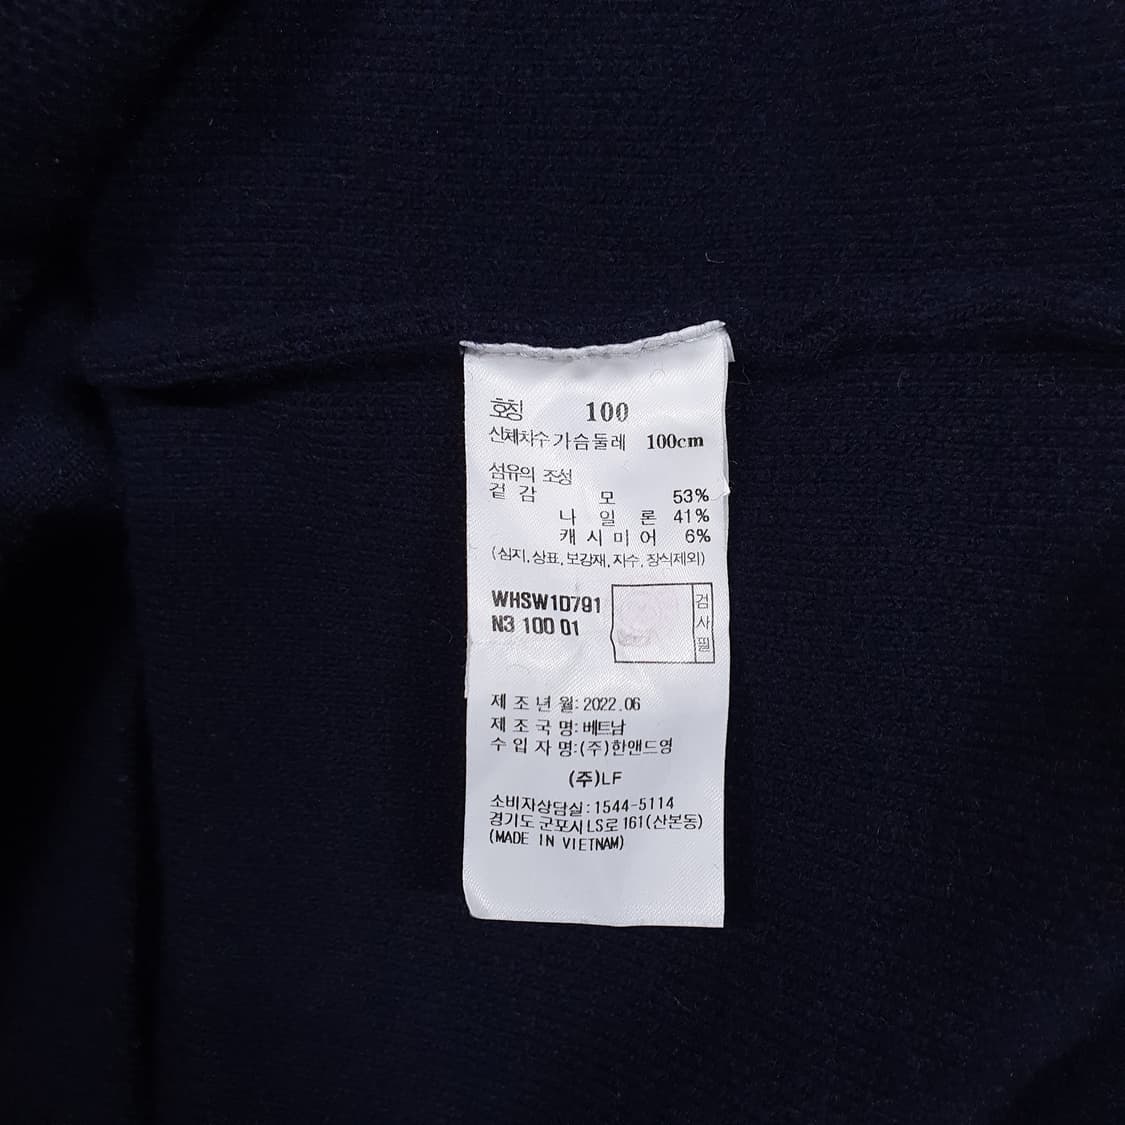 호칭 100
신체치수 가슴둘레 100cm
섬유의 조성
겉감 모 53%
나일론 41%
캐시미어 6%
(심지,상표,보강재,자수,장식제외)
WHSW1D791
N3 100 01
검사필
제조년월:2022.06
제조국명:베트남
수입자명:(주)한앤드영
(주)LF
소비자상담실:1544-5114
경기도 군포시 LS로 161(산본동)
(MADE IN VIETNAM)